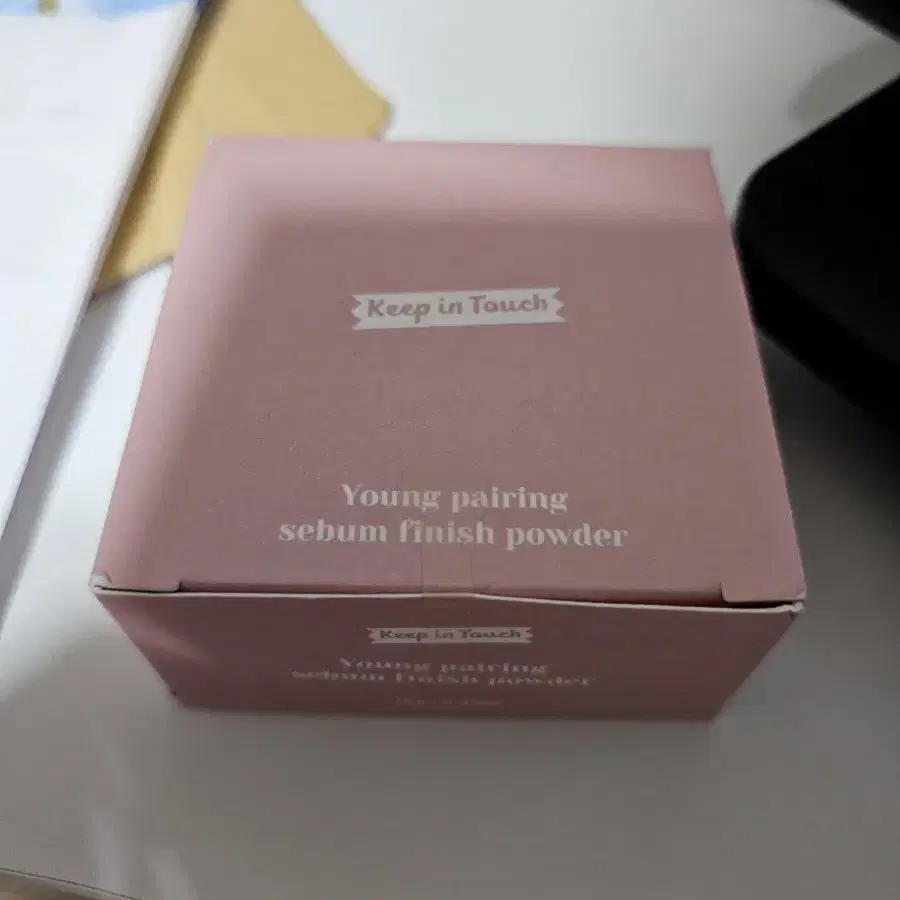 Keep in Touch
Young pairing
sebum finish powder
Keep in Touch
Young pairing
sebum finish powder